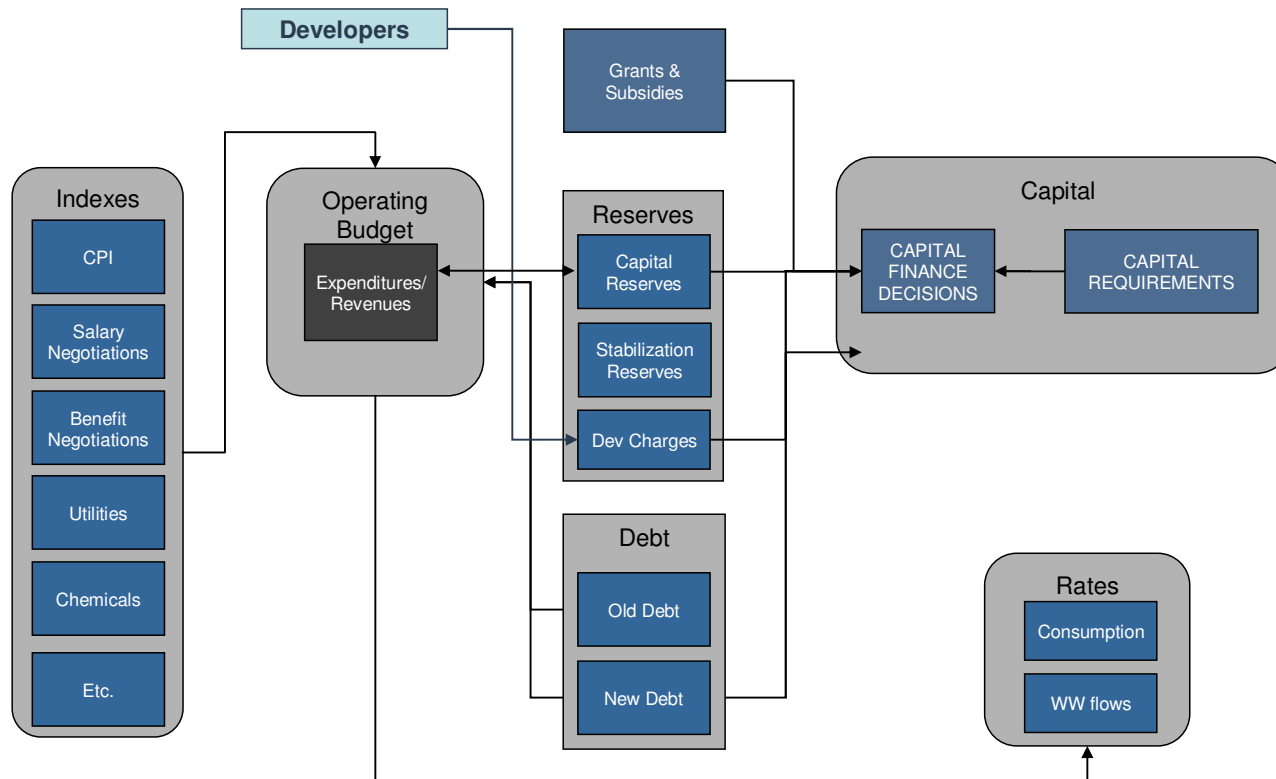 Developers
Grants &
Subsidies
Indexes
CPI
Salary
Negotiations
Benefit
Negotiations
Utilities
Chemicals
Etc.
Operating
Budget
Expenditures/
Revenues
Reserves
Capital
Reserves
Stabilization
Reserves
Dev Charges
Debt
Old Debt
New Debt
Capital
CAPITAL
FINANCE
DECISIONS
CAPITAL
REQUIREMENTS
Rates
Consumption
WW flows